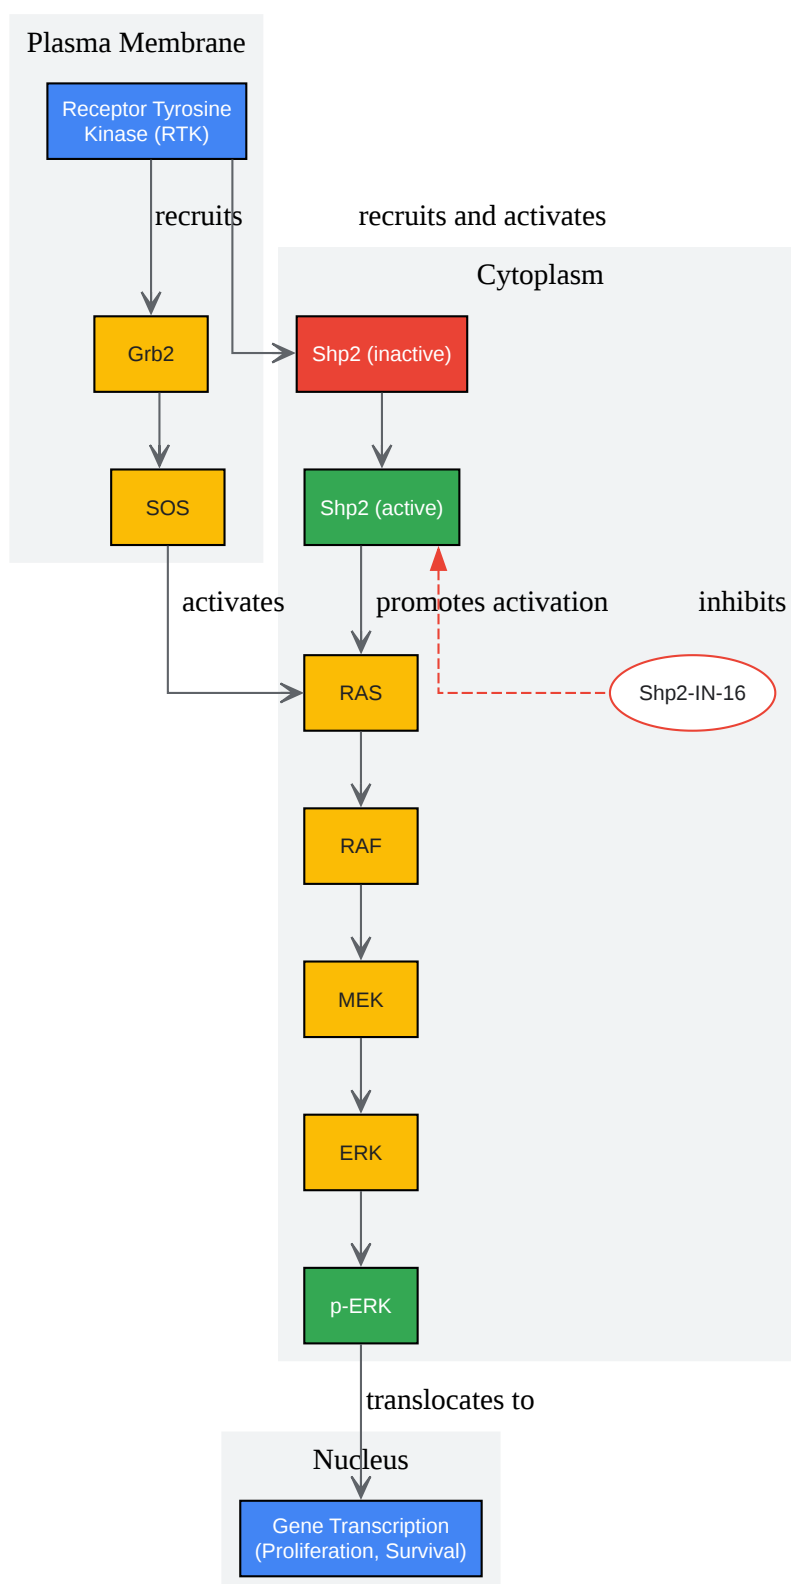 Plasma Membrane
Receptor Tyrosine
Kinase (RTK)
recruits
recruits and activates
Cytoplasm
Grb2
Shp2 (inactive)
SOS
Shp2 (active)
activates
promotes activation
inhibits
RAS
Shp2-IN-16
RAF
MEK
ERK
p-ERK
translocates to
Nucleus
Gene Transcription
(Proliferation, Survival)